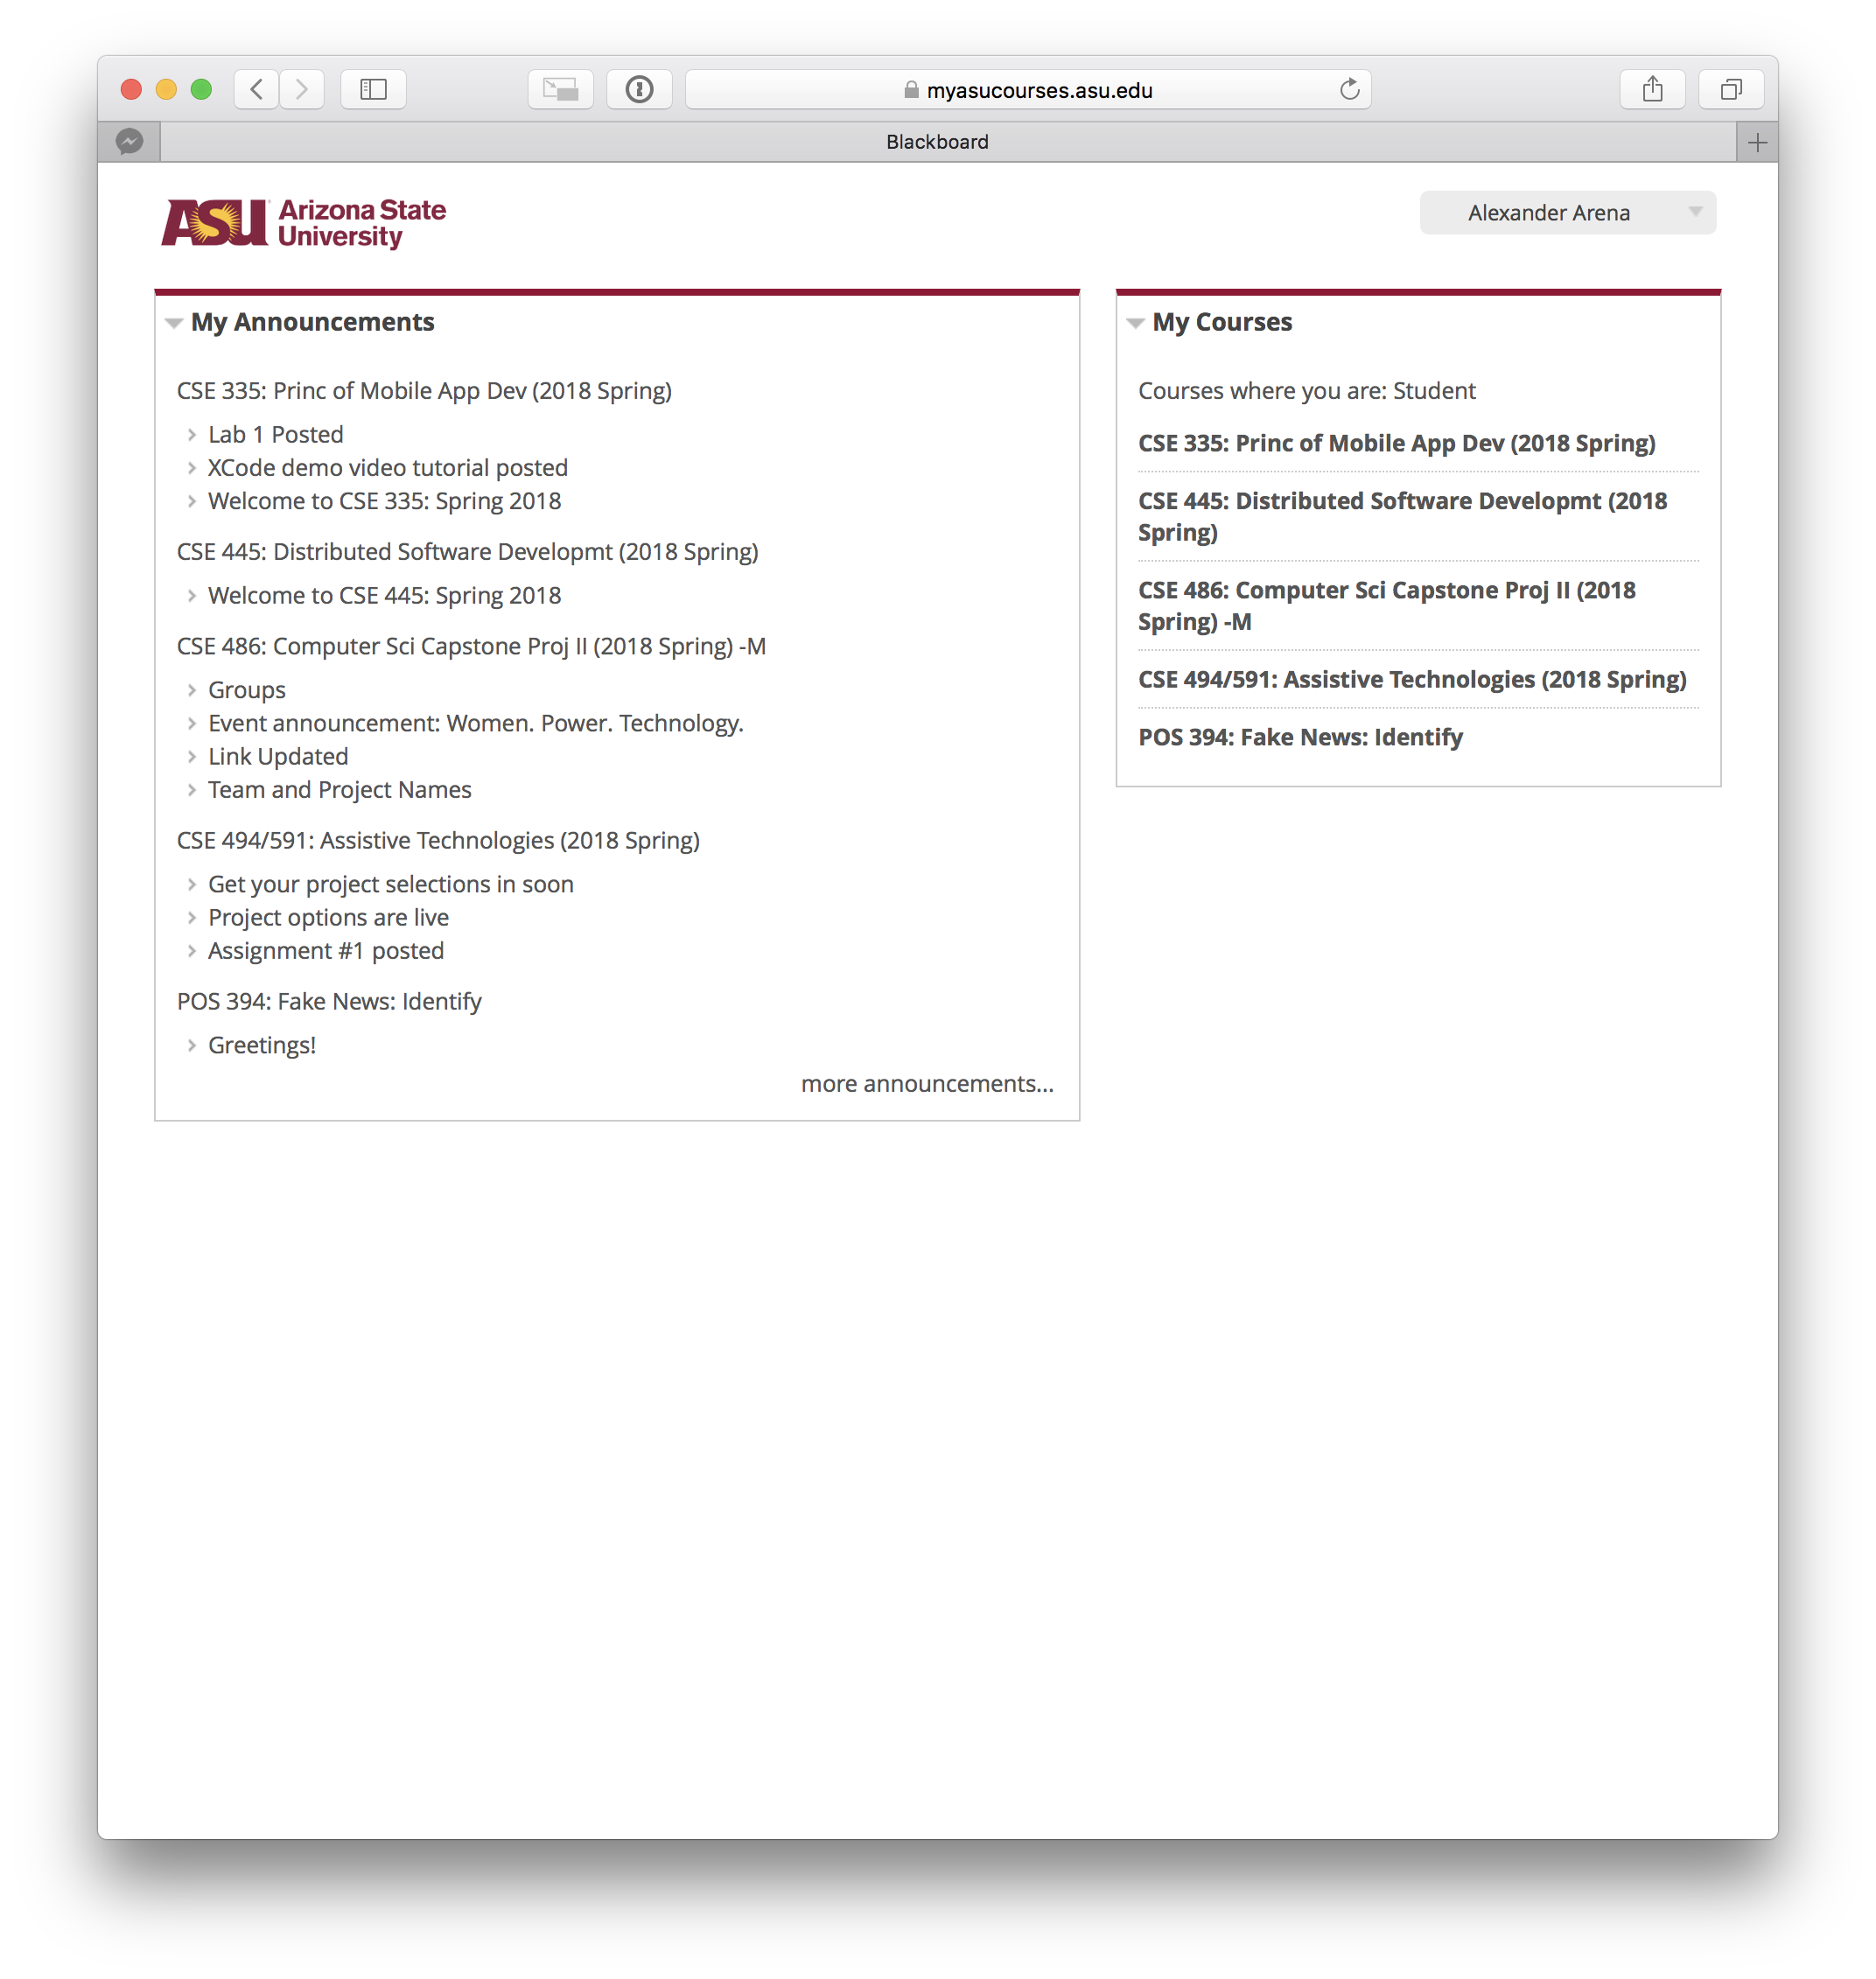 myasucourses.asu.edu
Blackboard
ASU Arizona State
University
Alexander Arena
My Announcements
CSE 335: Princ of Mobile App Dev (2018 Spring)
Lab 1 Posted
XCode demo video tutorial posted
Welcome to CSE 335: Spring 2018
CSE 445: Distributed Software Developmt (2018 Spring)
Welcome to CSE 445: Spring 2018
CSE 486: Computer Sci Capstone Proj II (2018 Spring) -M
Groups
Event announcement: Women. Power. Technology.
Link Updated
Team and Project Names
CSE 494/591: Assistive Technologies (2018 Spring)
Get your project selections in soon
Project options are live
Assignment #1 posted
POS 394: Fake News: Identify
Greetings!
more announcements...
My Courses
Courses where you are: Student
CSE 335: Princ of Mobile App Dev (2018 Spring)
CSE 445: Distributed Software Developmt (2018
Spring)
CSE 486: Computer Sci Capstone Proj II (2018
Spring) -M
CSE 494/591: Assistive Technologies (2018 Spring)
POS 394: Fake News: Identify